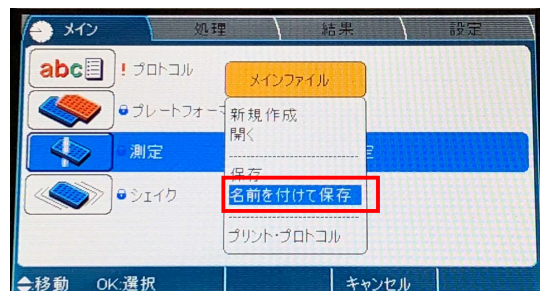 メイン 処理 結果 設定
abc ! プロトコル
メインファイル
プレートフォーマ
新規作成
開く
測定 定
保存
シェイク
名前を付けて保存
プリント・プロトコル
移動 OK:選択 キャンセル